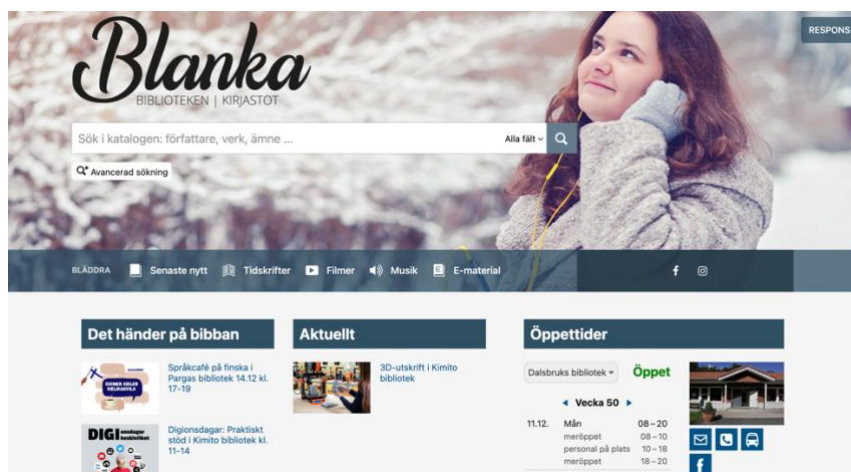 RESPONS
Blanka
BIBLIOTEKEN | KIRJASTOT
Sök i katalogen: författare, verk, ämne ...
Alla fält
Avancerad sökning
BLÄDDRA
Senaste nytt
Tidskrifter
Filmer
Musik
E-material
Det händer på bibban
Språkcafé på finska i
Pargas bibliotek 14.12 kl.
17-19
DIGI
Digionsdagar: Praktiskt
stöd i Kimito bibliotek kl.
11-14
Aktuellt
3D-utskrift i Kimito
bibliotek
Öppettider
Dalsbruks bibliotek
Öppet
Vecka 50
11.12. Mån 08–20
meröppet 08–10
personal på plats 10–18
meröppet 18–20